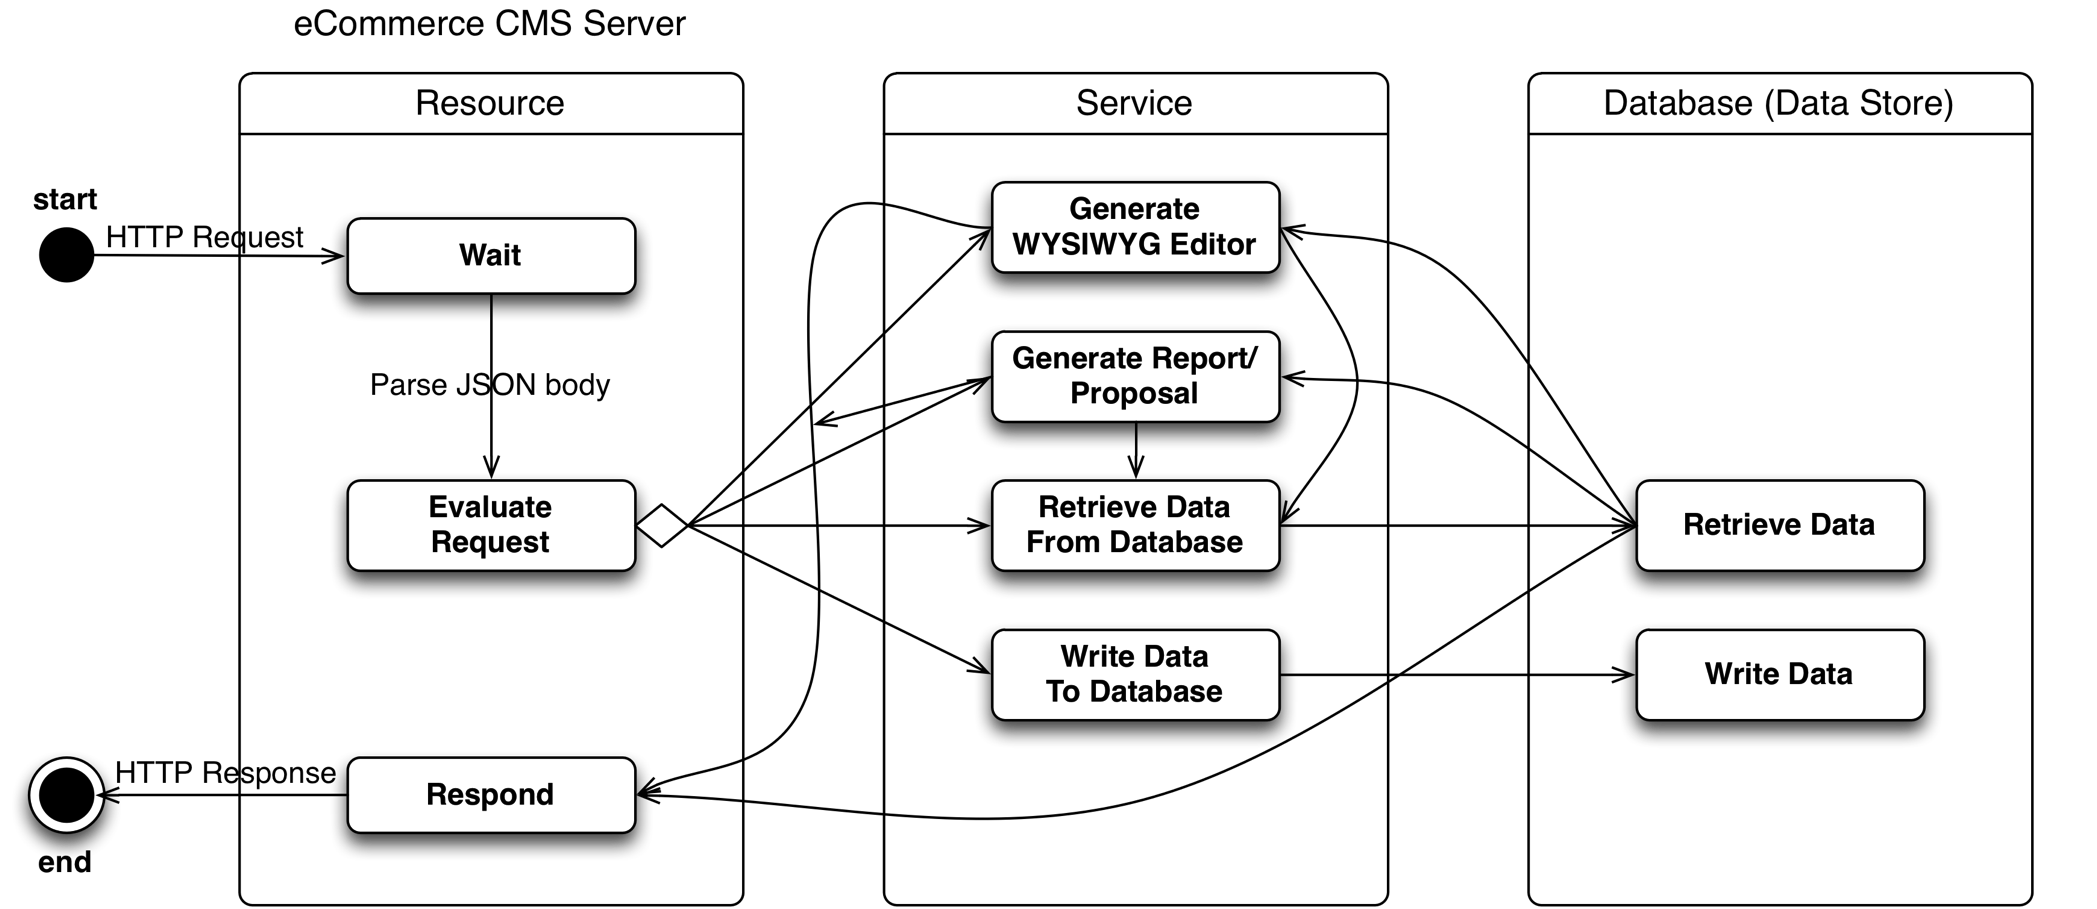 eCommerce CMS Server
Resource
Service
Database (Data Store)
start
HTTP Request
Wait
Parse JSON body
Evaluate
Request
Generate
WYSIWYG Editor
Generate Report/
Proposal
Retrieve Data
From Database
Write Data
To Database
Retrieve Data
Write Data
Respond
HTTP Response
end